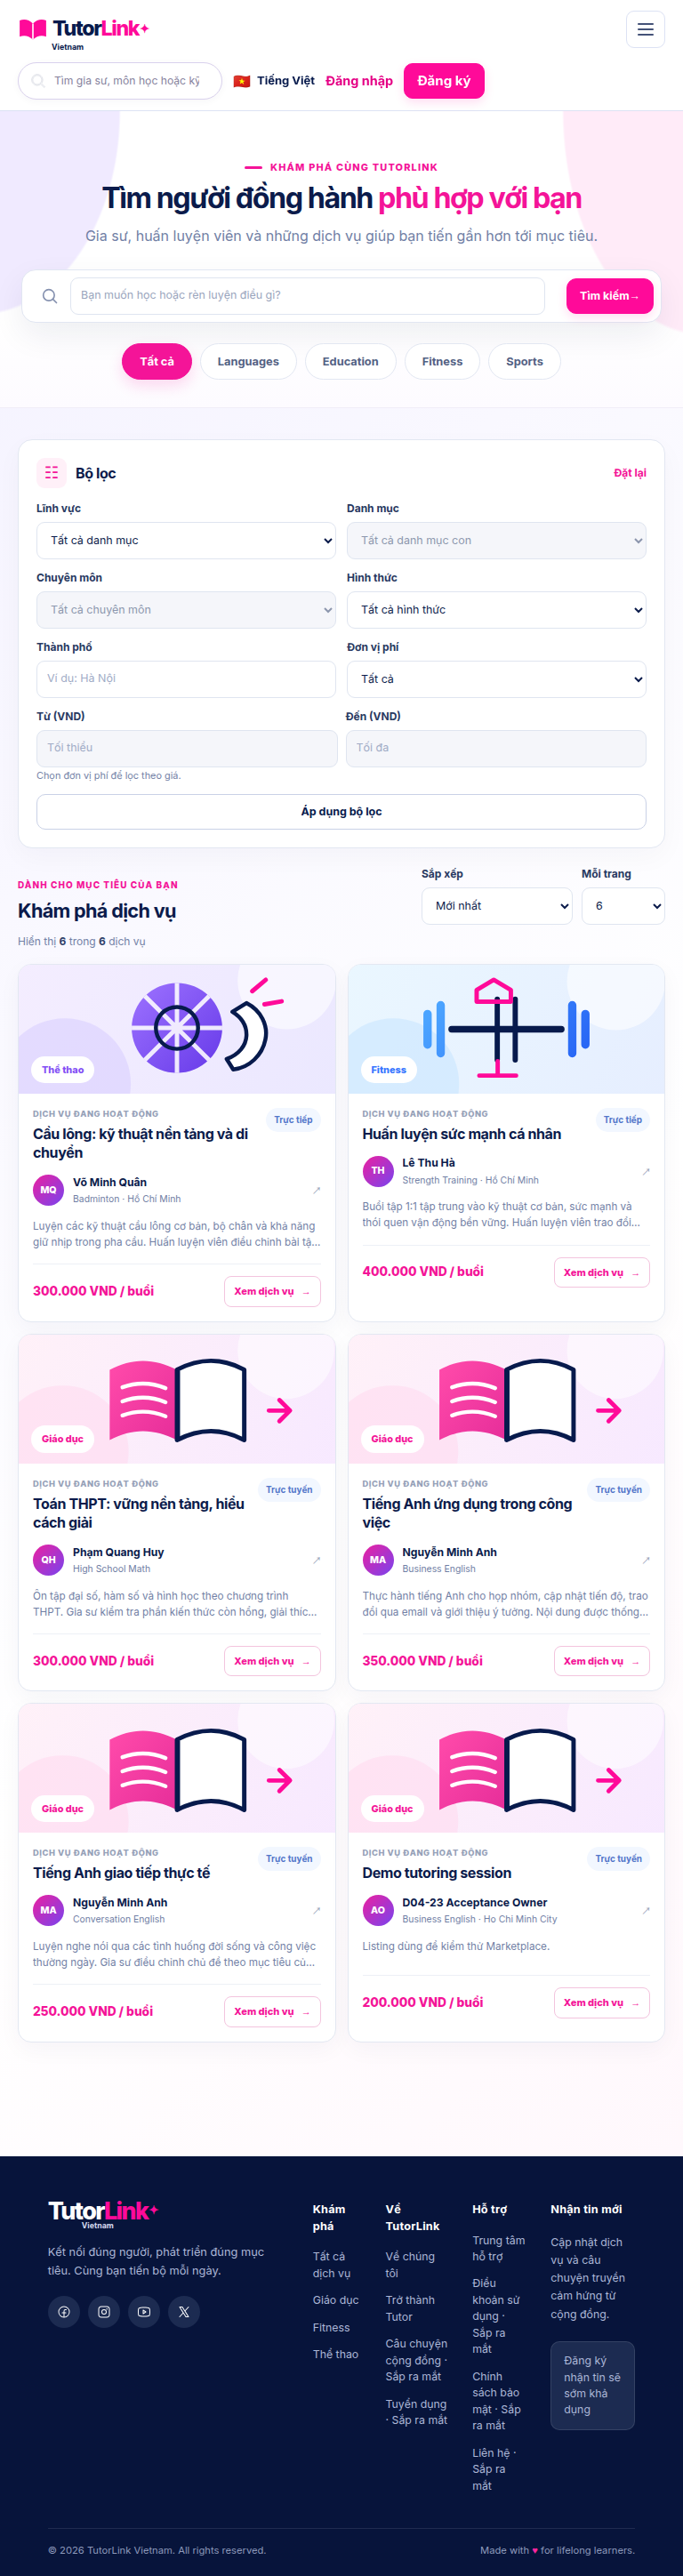 TutorLink
Vietnam
Tìm gia sư, môn học hoặc kỹ
Tiếng Việt
Đăng nhập
Đăng ký
KHÁM PHÁ CÙNG TUTORLINK
Tìm người đồng hành phù hợp với bạn
Gia sư, huấn luyện viên và những dịch vụ giúp bạn tiến gần hơn tới mục tiêu.
Bạn muốn học hoặc rèn luyện điều gì?
Tìm kiếm→
Tất cả
Languages
Education
Fitness
Sports
Bộ lọc
Đặt lại
Lĩnh vực
Danh mục
Tất cả danh mục
Tất cả danh mục con
Chuyên môn
Hình thức
Tất cả chuyên môn
Tất cả hình thức
Thành phố
Đơn vị phí
Ví dụ: Hà Nội
Tất cả
Từ (VND)
Đến (VND)
Tối thiểu
Tối đa
Chọn đơn vị phí để lọc theo giá.
Áp dụng bộ lọc
DÀNH CHO MỤC TIÊU CỦA BẠN
Khám phá dịch vụ
Hiển thị 6 trong 6 dịch vụ
Sắp xếp
Mỗi trang
Mới nhất
6
Thể thao
DỊCH VỤ ĐANG HOẠT ĐỘNG
Trực tiếp
Cầu lông: kỹ thuật nền tảng và di
chuyển
MQ
Võ Minh Quân
Badminton · Hồ Chí Minh
Luyện các kỹ thuật cầu lông cơ bản, bộ chân và khả năng
giữ nhịp trong pha cầu. Huấn luyện viên điều chỉnh bài tậ...
300.000 VND / buổi
Xem dịch vụ →
Fitness
DỊCH VỤ ĐANG HOẠT ĐỘNG
Trực tiếp
Huấn luyện sức mạnh cá nhân
TH
Lê Thu Hà
Strength Training · Hồ Chí Minh
Buổi tập 1:1 tập trung vào kỹ thuật cơ bản, sức mạnh và
thói quen vận động bền vững. Huấn luyện viên trao đổi...
400.000 VND / buổi
Xem dịch vụ →
Giáo dục
DỊCH VỤ ĐANG HOẠT ĐỘNG
Trực tuyến
Toán THPT: vững nền tảng, hiểu
cách giải
QH
Phạm Quang Huy
High School Math
Ôn tập đại số, hàm số và hình học theo chương trình
THPT. Gia sư kiểm tra phần kiến thức còn hổng, giải thíc...
300.000 VND / buổi
Xem dịch vụ →
Giáo dục
DỊCH VỤ ĐANG HOẠT ĐỘNG
Trực tuyến
Tiếng Anh ứng dụng trong công
việc
MA
Nguyễn Minh Anh
Business English
Thực hành tiếng Anh cho họp nhóm, cập nhật tiến độ, trao
đổi qua email và giới thiệu ý tưởng. Nội dung được thống...
350.000 VND / buổi
Xem dịch vụ →
Giáo dục
DỊCH VỤ ĐANG HOẠT ĐỘNG
Trực tuyến
Tiếng Anh giao tiếp thực tế
MA
Nguyễn Minh Anh
Conversation English
Luyện nghe nói qua các tình huống đời sống và công việc
thường ngày. Gia sư điều chỉnh chủ đề theo mục tiêu củ...
250.000 VND / buổi
Xem dịch vụ →
Giáo dục
DỊCH VỤ ĐANG HOẠT ĐỘNG
Trực tuyến
Demo tutoring session
AO
D04-23 Acceptance Owner
Business English · Ho Chi Minh City
Listing dùng để kiểm thử Marketplace.
200.000 VND / buổi
Xem dịch vụ →
TutorLink
Vietnam
Kết nối đúng người, phát triển đúng mục
tiêu. Cùng bạn tiến bộ mỗi ngày.
Khám
phá
Tất cả
dịch vụ
Giáo dục
Fitness
Thể thao
Về
TutorLink
Về chúng
tôi
Trở thành
Tutor
Câu chuyện
cộng đồng ·
Sắp ra mắt
Tuyển dụng
· Sắp ra mắt
Hỗ trợ
Trung tâm
hỗ trợ
Điều
khoản sử
dụng ·
Sắp ra
mắt
Chính
sách bảo
mật · Sắp
ra mắt
Liên hệ ·
Sắp ra
mắt
Nhận tin mới
Cập nhật dịch
vụ và câu
chuyện truyền
cảm hứng từ
cộng đồng.
Đăng ký
nhận tin sẽ
sớm khả
dụng
© 2026 TutorLink Vietnam. All rights reserved.
Made with ♥ for lifelong learners.